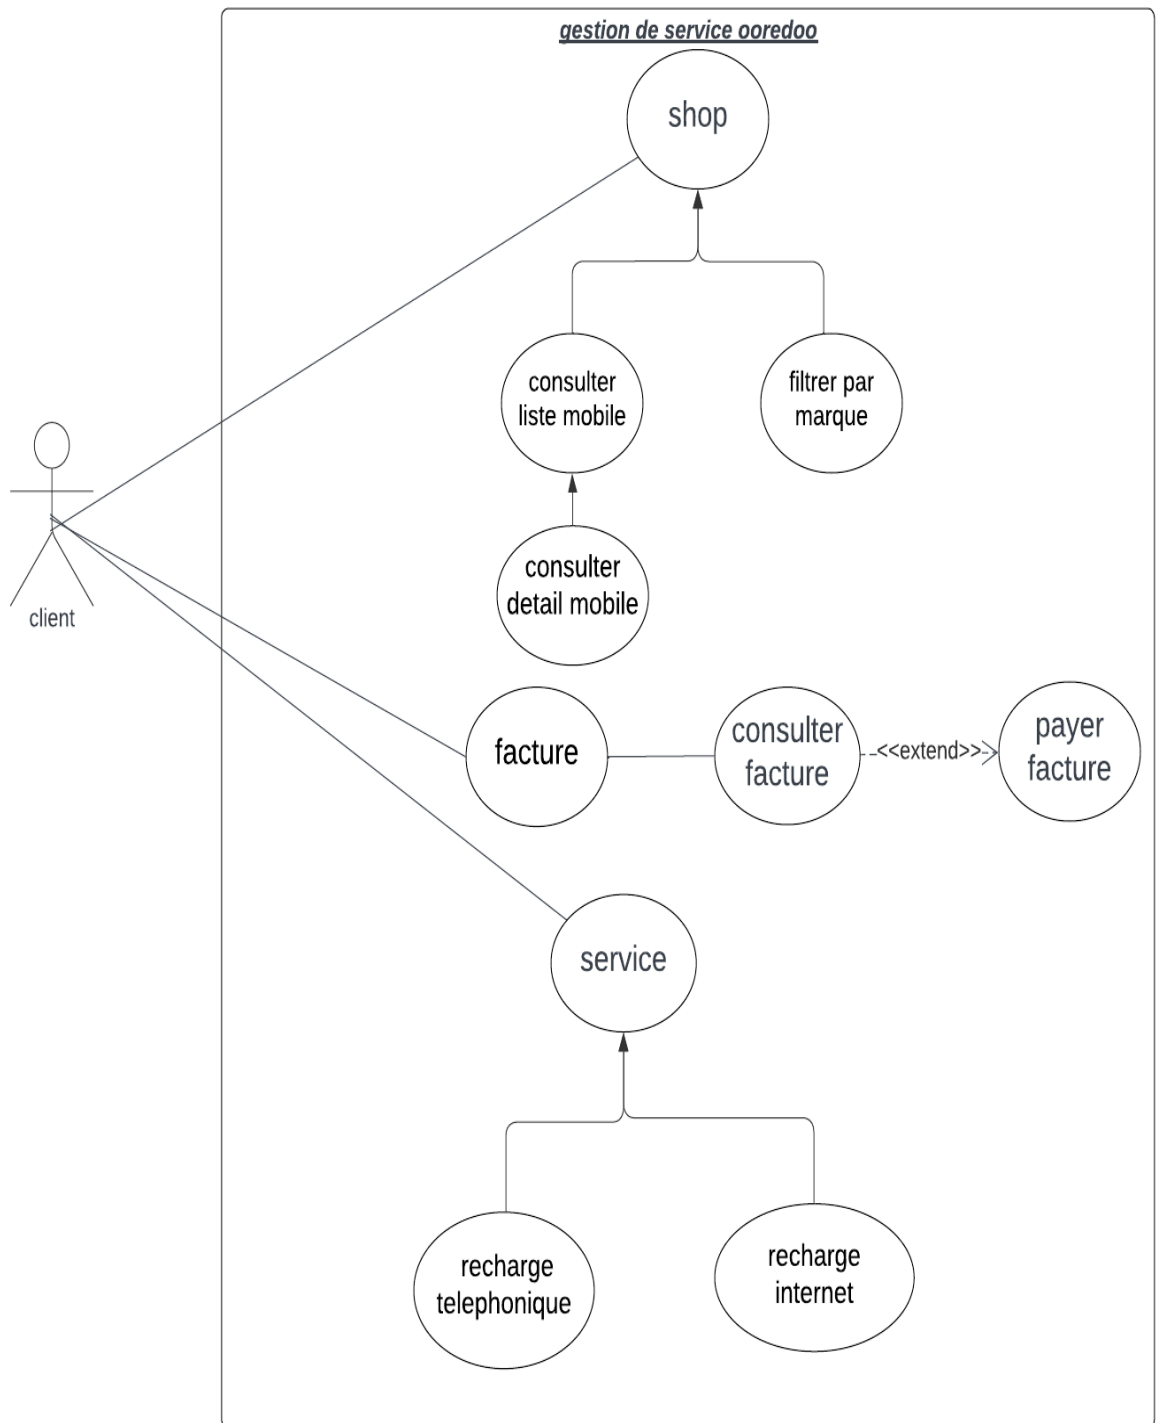 gestion de service ooredoo
shop
consulter
liste mobile
filtrer par
marque
consulter
detail mobile
client
facture
consulter
facture
<<extend>>
payer
facture
service
recharge
telephonique
recharge
internet